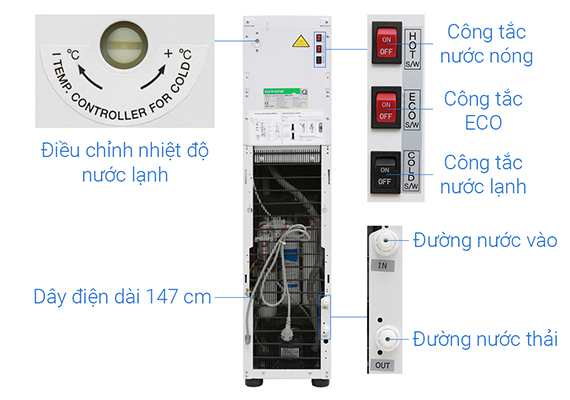 − °C + °C
TEMP. CONTROLLER FOR COLD
Điều chỉnh nhiệt độ
nước lạnh
Dây điện dài 147 cm
ON
OFF
HOT
S/W
Công tắc
nước nóng
ON
OFF
ECO
S/W
Công tắc
ECO
ON
OFF
COLD
S/W
Công tắc
nước lạnh
IN
Đường nước vào
OUT
Đường nước thải